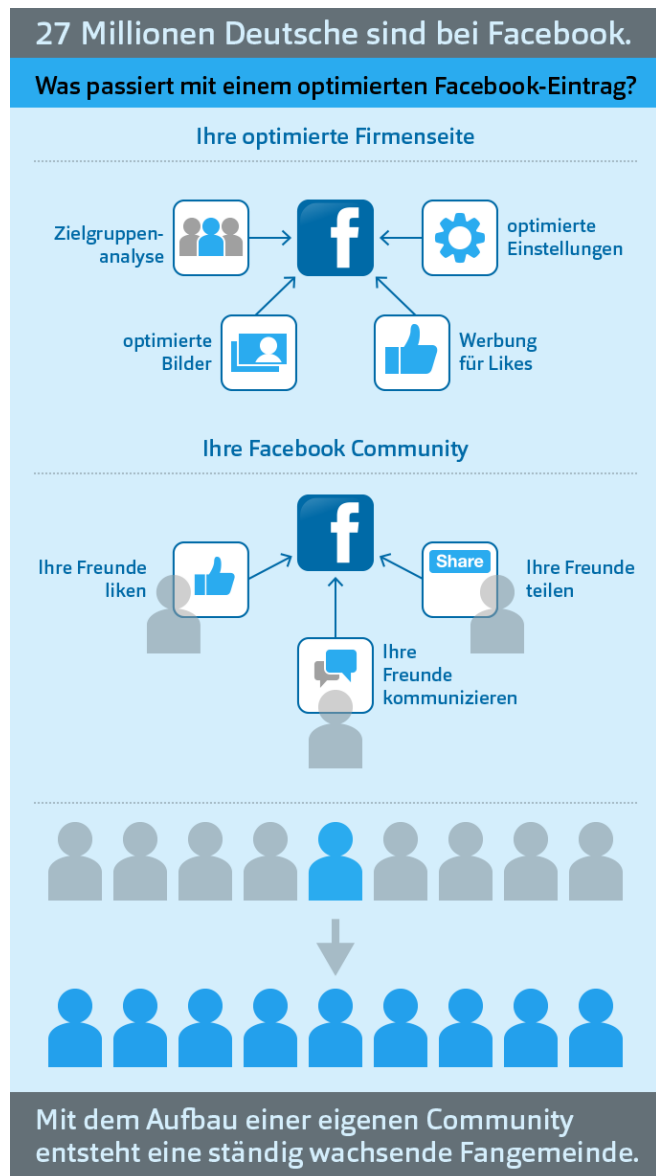 27 Millionen Deutsche sind bei Facebook.
Was passiert mit einem optimierten Facebook-Eintrag?
Ihre optimierte Firmenseite
Zielgruppen-
analyse
f
optimierte
Einstellungen
optimierte
Bilder
Werbung
für Likes
Ihre Facebook Community
f
Ihre Freunde
liken
Share
Ihre Freunde
teilen
Ihre
Freunde
kommunizieren
Mit dem Aufbau einer eigenen Community
entsteht eine ständig wachsende Fangemeinde.